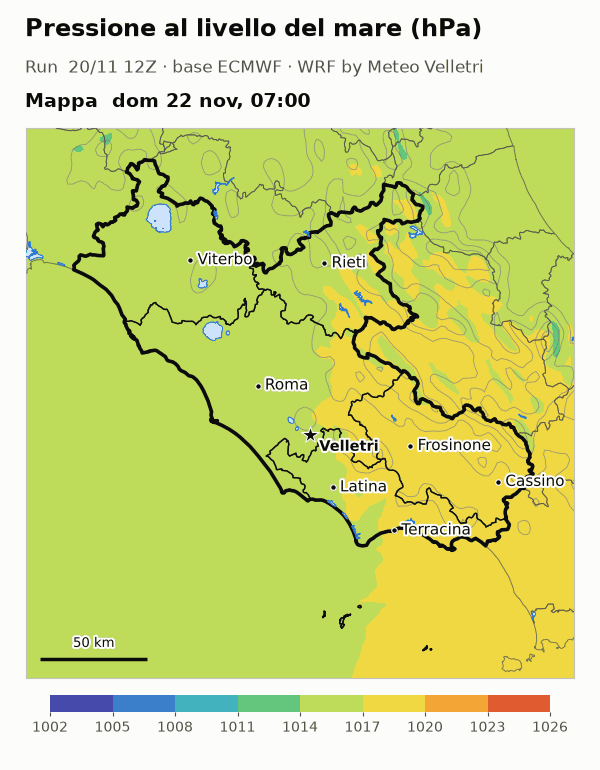 Pressione al livello del mare (hPa)
Run  20/11 12Z · base ECMWF · WRF by Meteo Velletri
Mappa  dom 22 nov, 07:00
Viterbo
Rieti
Roma
Velletri
Frosinone
Cassino
Latina
Terracina
50 km
1002 1005 1008 1011 1014 1017 1020 1023 1026